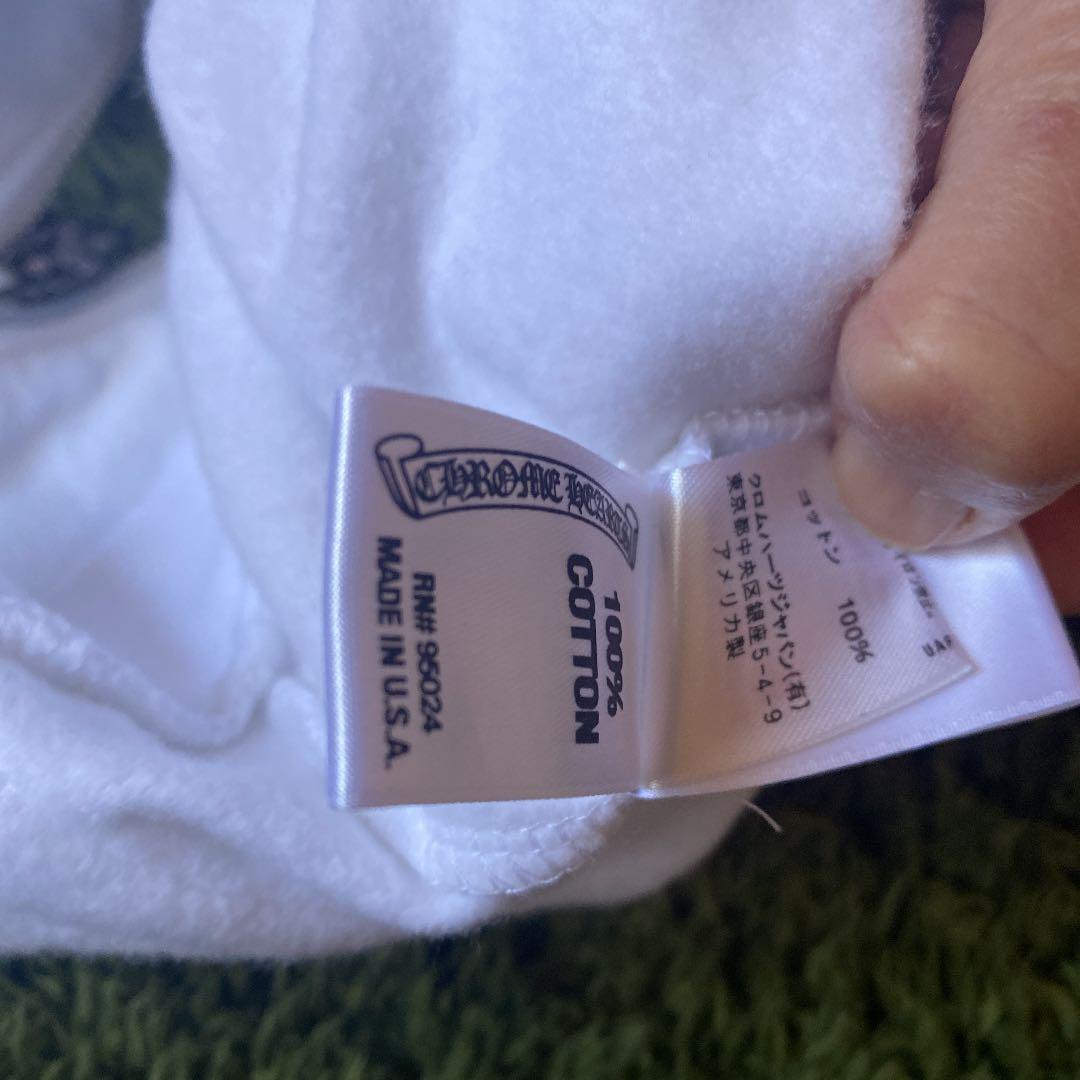 CHROME HEARTS
100%
COTTON
RN# 95024
MADE IN U.S.A.
コットン 100%
クロムハーツジャパン(有)
東京都中央区銀座5-4-9
アメリカ製